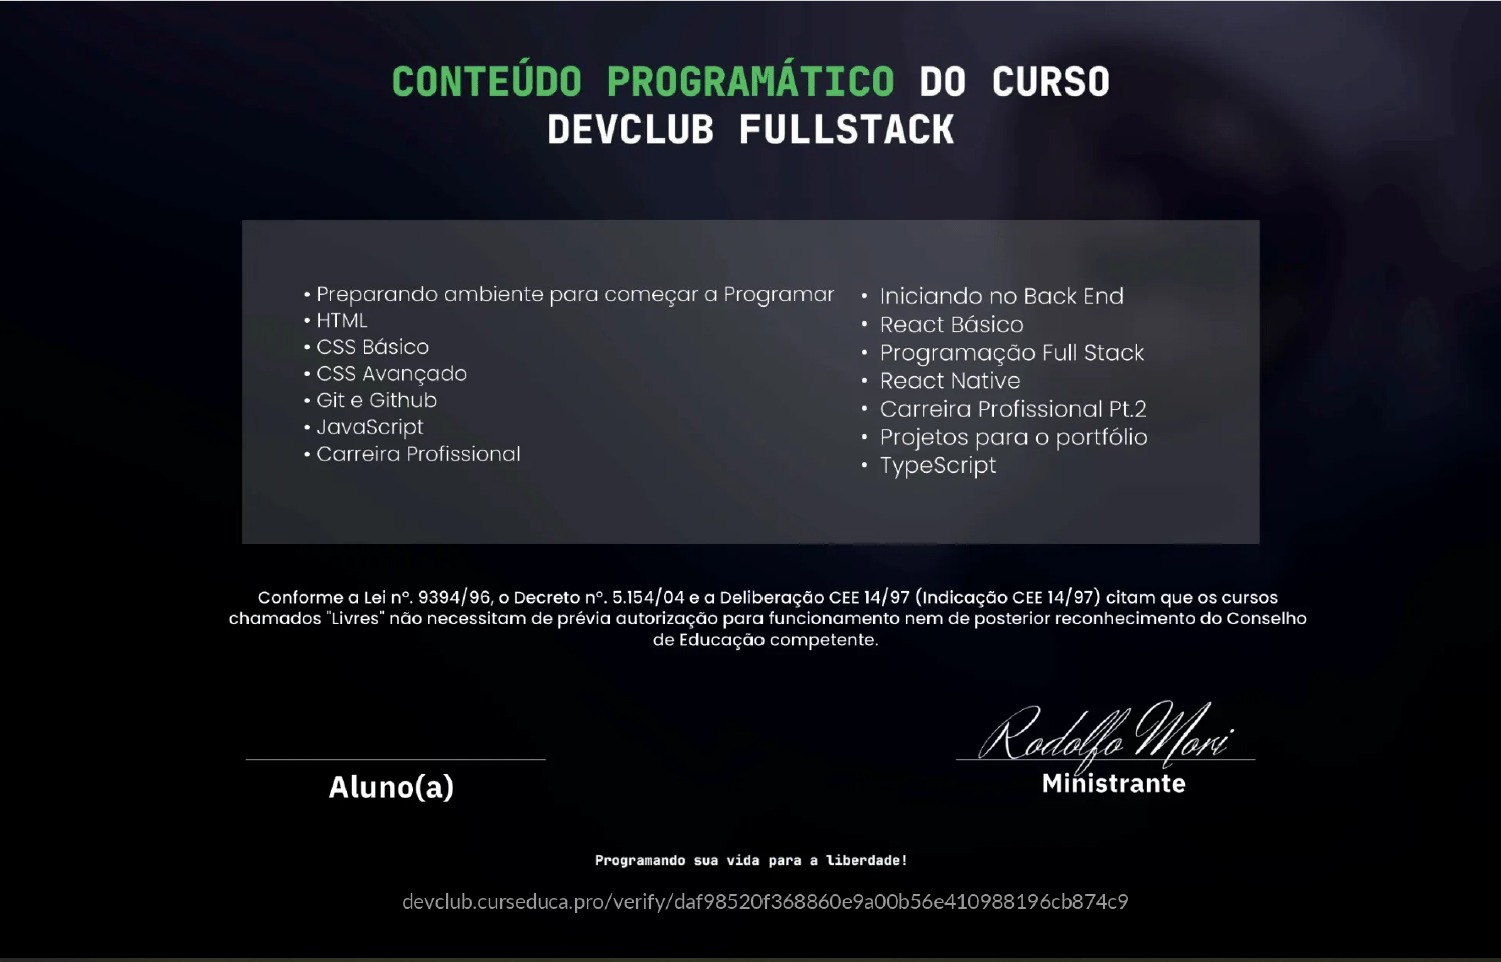 CONTEÚDO PROGRAMÁTICO DO CURSO
DEVCLUB FULLSTACK
• Preparando ambiente para começar a Programar
• HTML
• CSS Básico
• CSS Avançado
• Git e Github
• JavaScript
• Carreira Profissional
• Iniciando no Back End
• React Básico
• Programação Full Stack
• React Native
• Carreira Profissional Pt.2
• Projetos para o portfólio
• TypeScript
Conforme a Lei nº. 9394/96, o Decreto nº. 5.154/04 e a Deliberação CEE 14/97 (Indicação CEE 14/97) citam que os cursos
chamados "Livres" não necessitam de prévia autorização para funcionamento nem de posterior reconhecimento do Conselho
de Educação competente.
Aluno(a)
Rodolfo Mori
Ministrante
Programando sua vida para a liberdade!
devclub.curseduca.pro/verify/daf98520f368860e9a00b56e410988196cb874c9